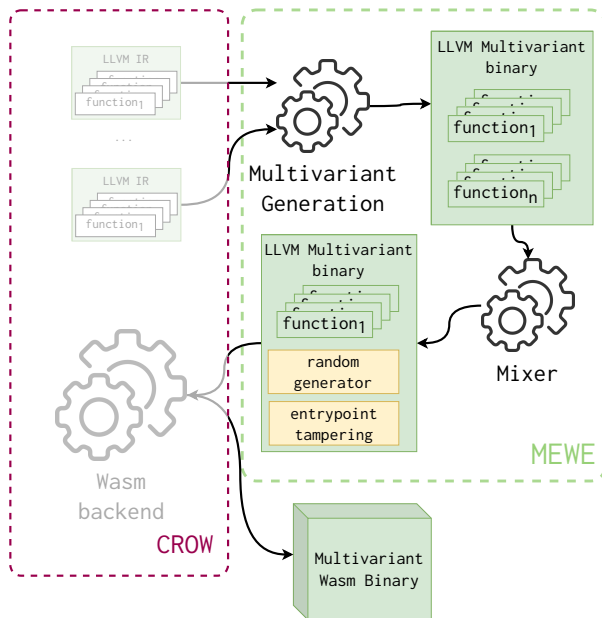 LLVM IR
function₁
...
LLVM IR
function₁
Multivariant
Generation
LLVM Multivariant
binary
function₁
functionₙ
Mixer
LLVM Multivariant
binary
function₁
random
generator
entrypoint
tampering
MEWE
Wasm
backend
CROW
Multivariant
Wasm Binary